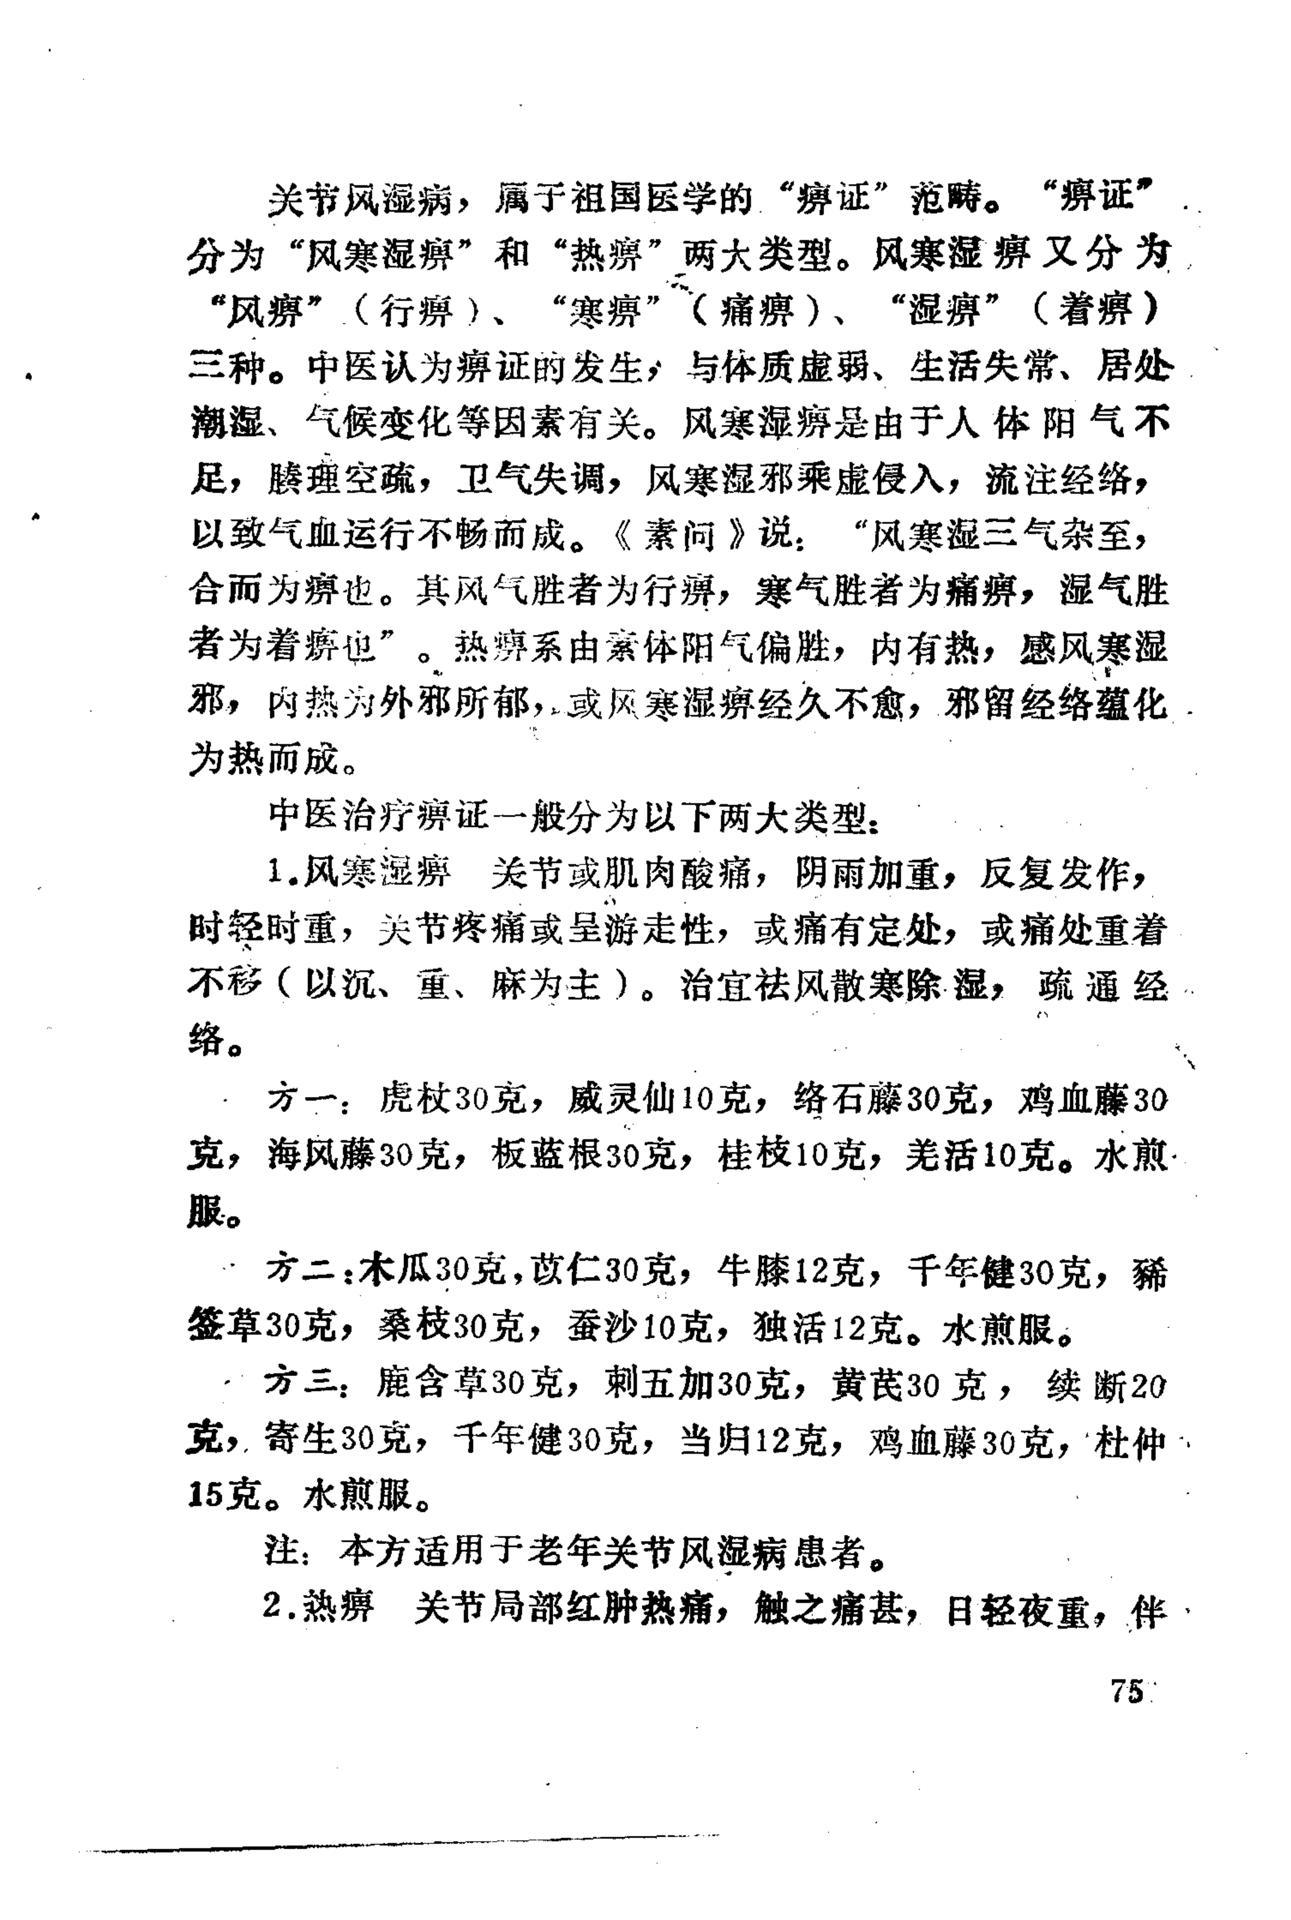 关节风湿病，属于祖国医学的“痹证”范畴。“痹证”
分为“风寒湿痹”和“热痹”两大类型。风寒湿痹又分为
“风痹”（行痹）、“寒痹”（痛痹）、“湿痹”（着痹）
三种。中医认为痹证的发生，与体质虚弱、生活失常、居处
潮湿、气候变化等因素有关。风寒湿痹是由于人体阳气不
足，腠理空疏，卫气失调，风寒湿邪乘虚侵入，流注经络，
以致气血运行不畅而成。《素问》说：“风寒湿三气杂至，
合而为痹也。其风气胜者为行痹，寒气胜者为痛痹，湿气胜
者为着痹也”。热痹系由素体阳气偏胜，内有热，感风寒湿
邪，内热为外邪所郁，或风寒湿痹经久不愈，邪留经络蕴化
为热而成。
中医治疗痹证一般分为以下两大类型：
1.风寒湿痹　关节或肌肉酸痛，阴雨加重，反复发作，
时轻时重，关节疼痛或呈游走性，或痛有定处，或痛处重着
不移（以沉、重、麻为主）。治宜祛风散寒除湿，疏通经
络。
方一：虎杖30克，威灵仙10克，络石藤30克，鸡血藤30
克，海风藤30克，板蓝根30克，桂枝10克，羌活10克。水煎
服。
方二：木瓜30克，苡仁30克，牛膝12克，千年健30克，豨
签草30克，桑枝30克，蚕沙10克，独活12克。水煎服。
方三：鹿含草30克，刺五加30克，黄芪30克，续断20
克，寄生30克，千年健30克，当归12克，鸡血藤30克，杜仲
15克。水煎服。
注：本方适用于老年关节风湿病患者。
2.热痹　关节局部红肿热痛，触之痛甚，日轻夜重，伴
75